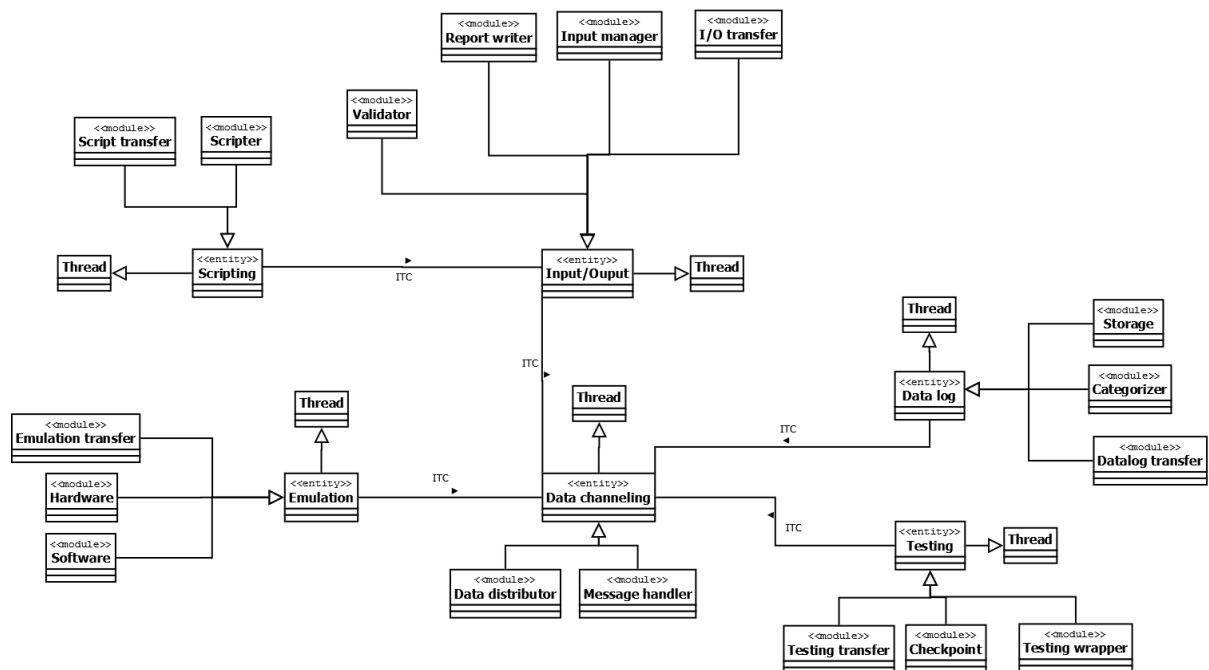 <<module>>
Report writer
<<module>>
Input manager
<<module>>
I/O transfer
<<module>>
Validator
<<module>>
Script transfer
<<module>>
Scripter
Thread
<<entity>>
Scripting
ITC
<<entity>>
Input/Ouput
Thread
Thread
<<module>>
Storage
ITC
<<entity>>
Data log
<<module>>
Categorizer
Thread
Thread
<<module>>
Emulation transfer
ITC
<<module>>
Datalog transfer
<<module>>
Hardware
<<entity>>
Emulation
ITC
<<entity>>
Data channeling
ITC
<<module>>
Software
<<entity>>
Testing
Thread
<<module>>
Data distributor
<<module>>
Message handler
<<module>>
Testing transfer
<<module>>
Checkpoint
<<module>>
Testing wrapper